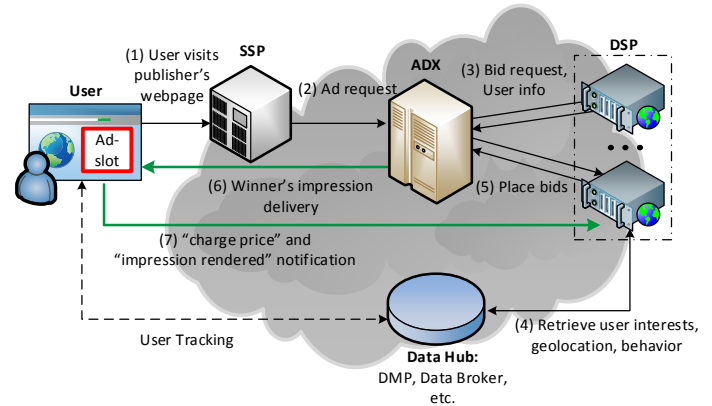 (1) User visits
publisher's
webpage
SSP
(2) Ad request
ADX
(3) Bid request,
User info
DSP
User
Ad-
slot
(6) Winner's impression
delivery
(5) Place bids
(7) "charge price" and
"impression rendered" notification
User Tracking
(4) Retrieve user interests,
geolocation, behavior
Data Hub:
DMP, Data Broker,
etc.